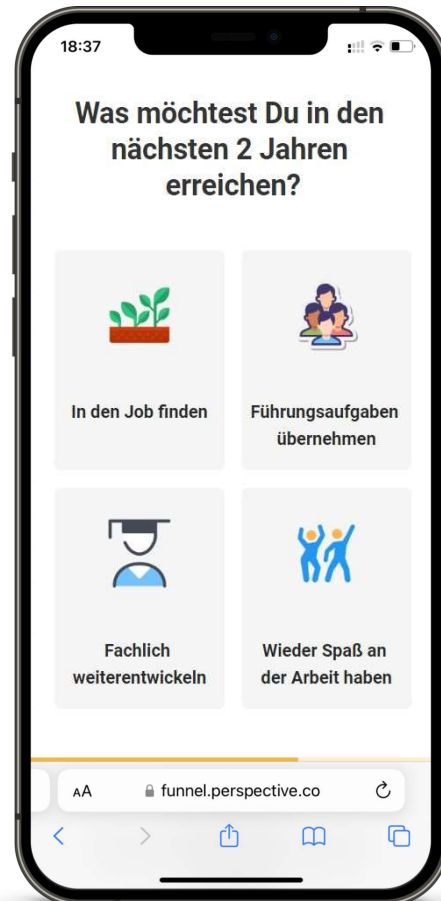 18:37
Was möchtest Du in den
nächsten 2 Jahren
erreichen?
In den Job finden
Führungsaufgaben
übernehmen
Fachlich
weiterentwickeln
Wieder Spaß an
der Arbeit haben
AA
funnel.perspective.co